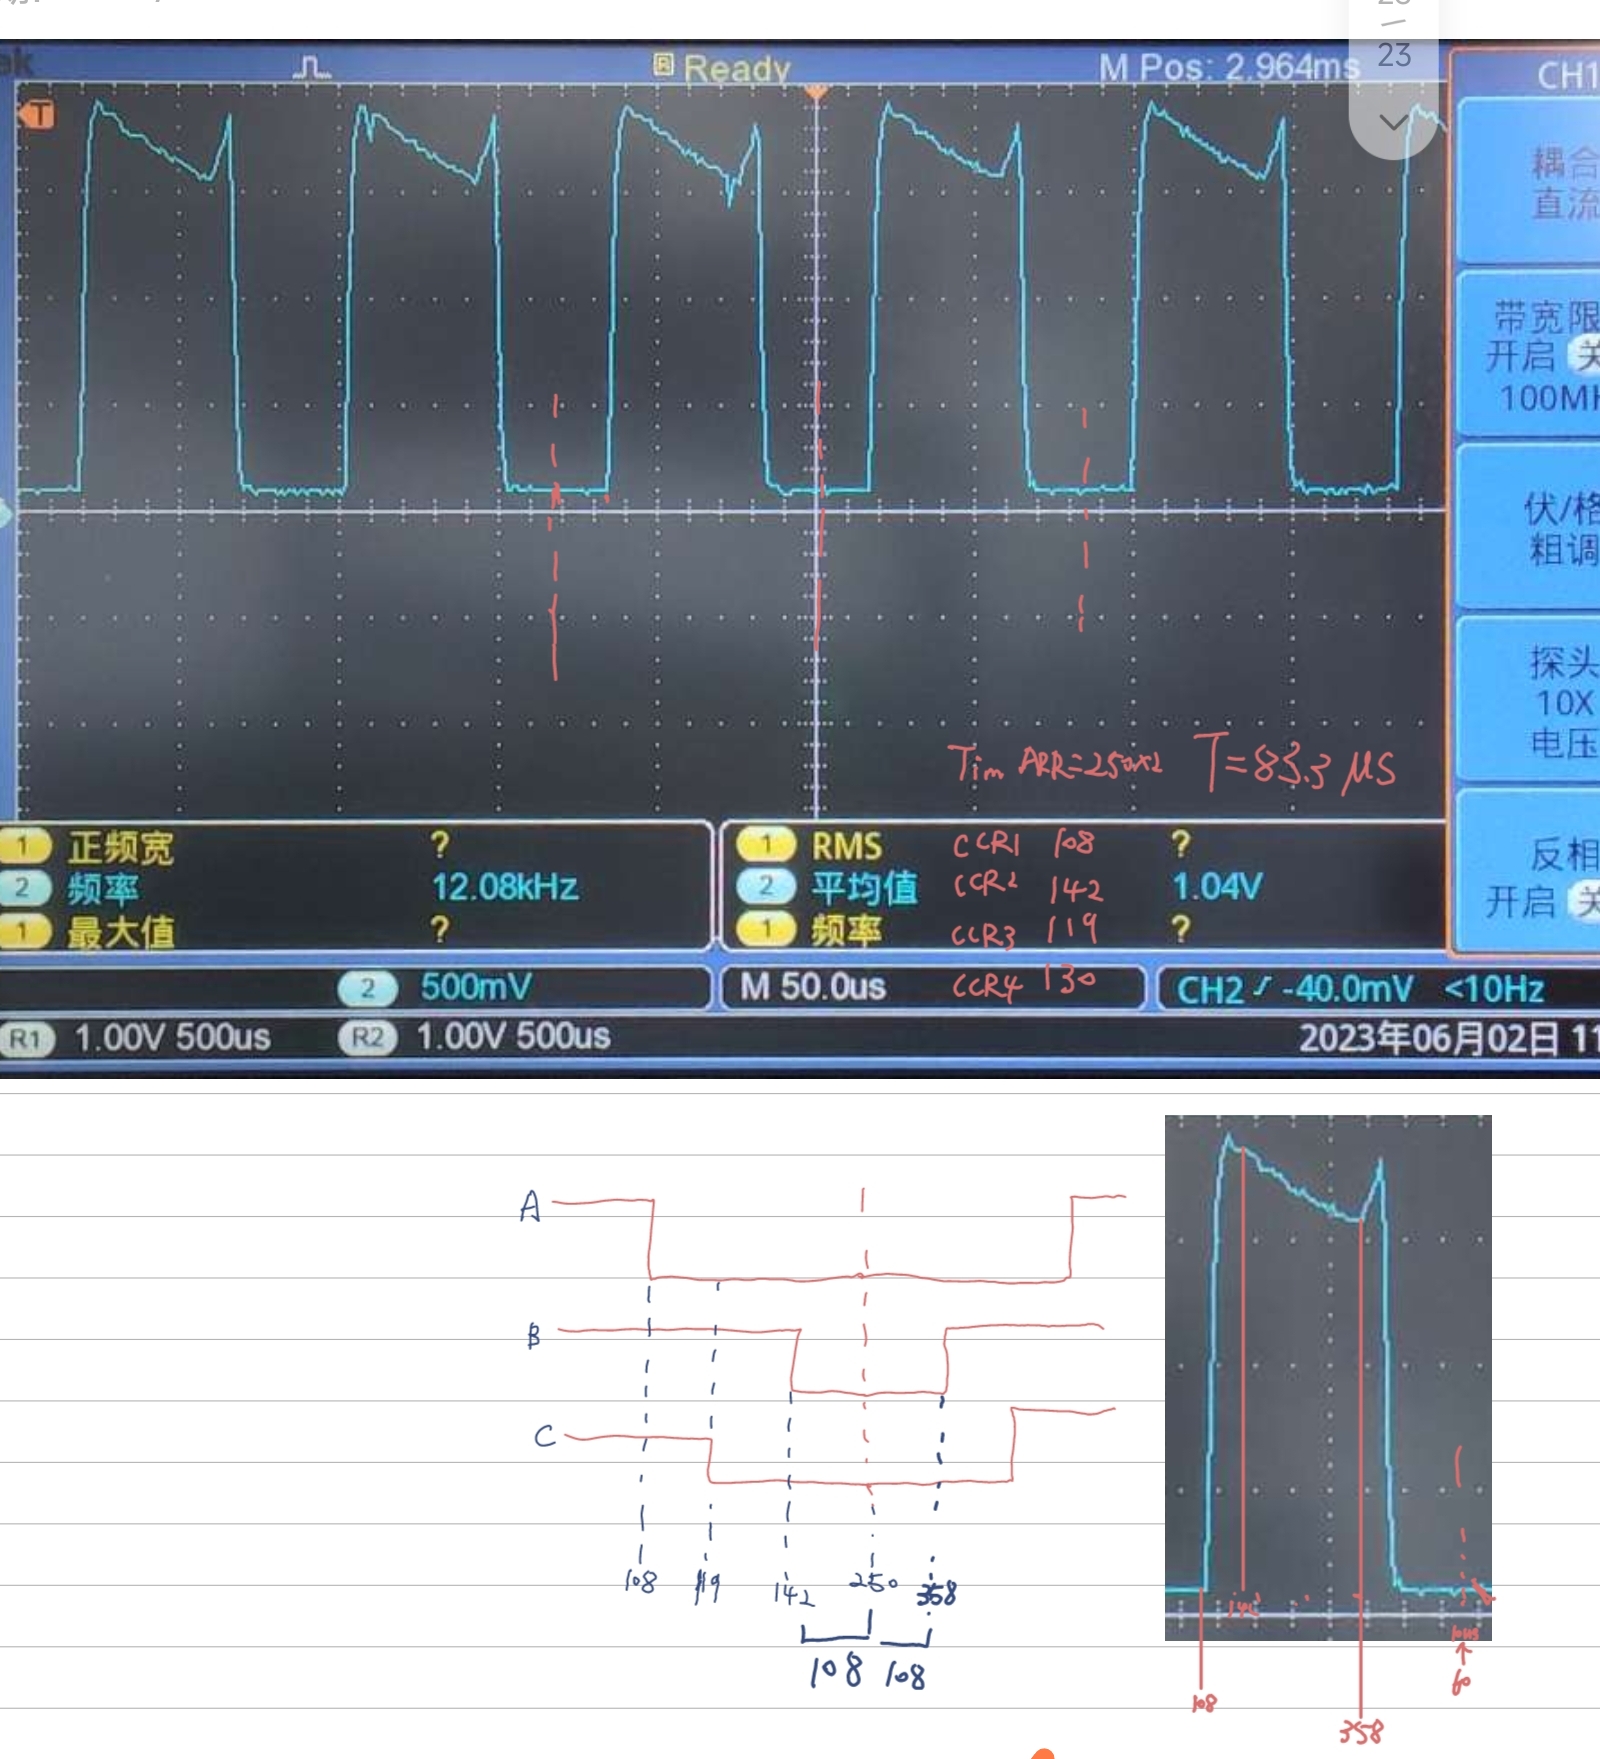 23
Ready
M Pos: 2.964ms
CH1
T
耦合
直流
带宽限
开启 关
100MH
伏/格
粗调
探头
10X
电压
反相
开启 关
Tim ARR=250×2 T=83.3 μS
1 正频宽 ?
2 频率 12.08kHz
1 最大值 ?
1 RMS CCR1 108 ?
2 平均值 CCR2 142 1.04V
1 频率 CCR3 119 ?
2 500mV
M 50.0us CCR4 130
CH2 -40.0mV <10Hz
R1 1.00V 500us
R2 1.00V 500us
2023年06月02日 11
A
B
C
108 119 142 250 358
108 108
142
108
358
60